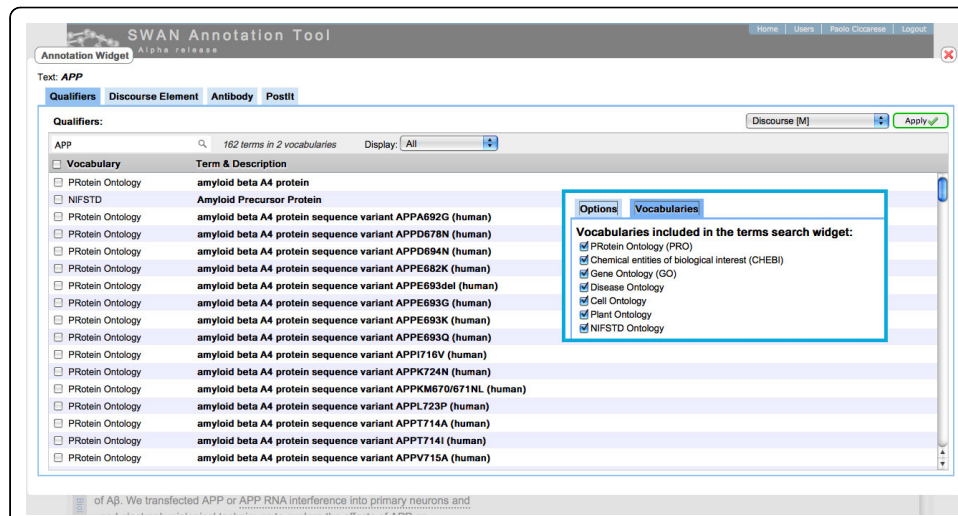 SWAN Annotation Tool
Alpha release
Home | Users | Paolo Ciccarese | Logout
Annotation Widget
Text: APP
Qualifiers Discourse Element Antibody PostIt
Qualifiers:
Discourse [M] Apply
APP 162 terms in 2 vocabularies Display: All
Vocabulary Term & Description
PRotein Ontology amyloid beta A4 protein
NIFSTD Amyloid Precursor Protein
PRotein Ontology amyloid beta A4 protein sequence variant APPA692G (human)
PRotein Ontology amyloid beta A4 protein sequence variant APPD678N (human)
PRotein Ontology amyloid beta A4 protein sequence variant APPD694N (human)
PRotein Ontology amyloid beta A4 protein sequence variant APPE682K (human)
PRotein Ontology amyloid beta A4 protein sequence variant APPE693del (human)
PRotein Ontology amyloid beta A4 protein sequence variant APPE693G (human)
PRotein Ontology amyloid beta A4 protein sequence variant APPE693K (human)
PRotein Ontology amyloid beta A4 protein sequence variant APPE693Q (human)
PRotein Ontology amyloid beta A4 protein sequence variant APPI716V (human)
PRotein Ontology amyloid beta A4 protein sequence variant APPK724N (human)
PRotein Ontology amyloid beta A4 protein sequence variant APPKM670/671NL (human)
PRotein Ontology amyloid beta A4 protein sequence variant APPL723P (human)
PRotein Ontology amyloid beta A4 protein sequence variant APPT714A (human)
PRotein Ontology amyloid beta A4 protein sequence variant APPT714I (human)
PRotein Ontology amyloid beta A4 protein sequence variant APPV715A (human)
Options Vocabularies
Vocabularies included in the terms search widget:
PRotein Ontology (PRO)
Chemical entities of biological interest (CHEBI)
Gene Ontology (GO)
Disease Ontology
Cell Ontology
Plant Ontology
NIFSTD Ontology
of Aβ. We transfected APP or APP RNA interference into primary neurons and